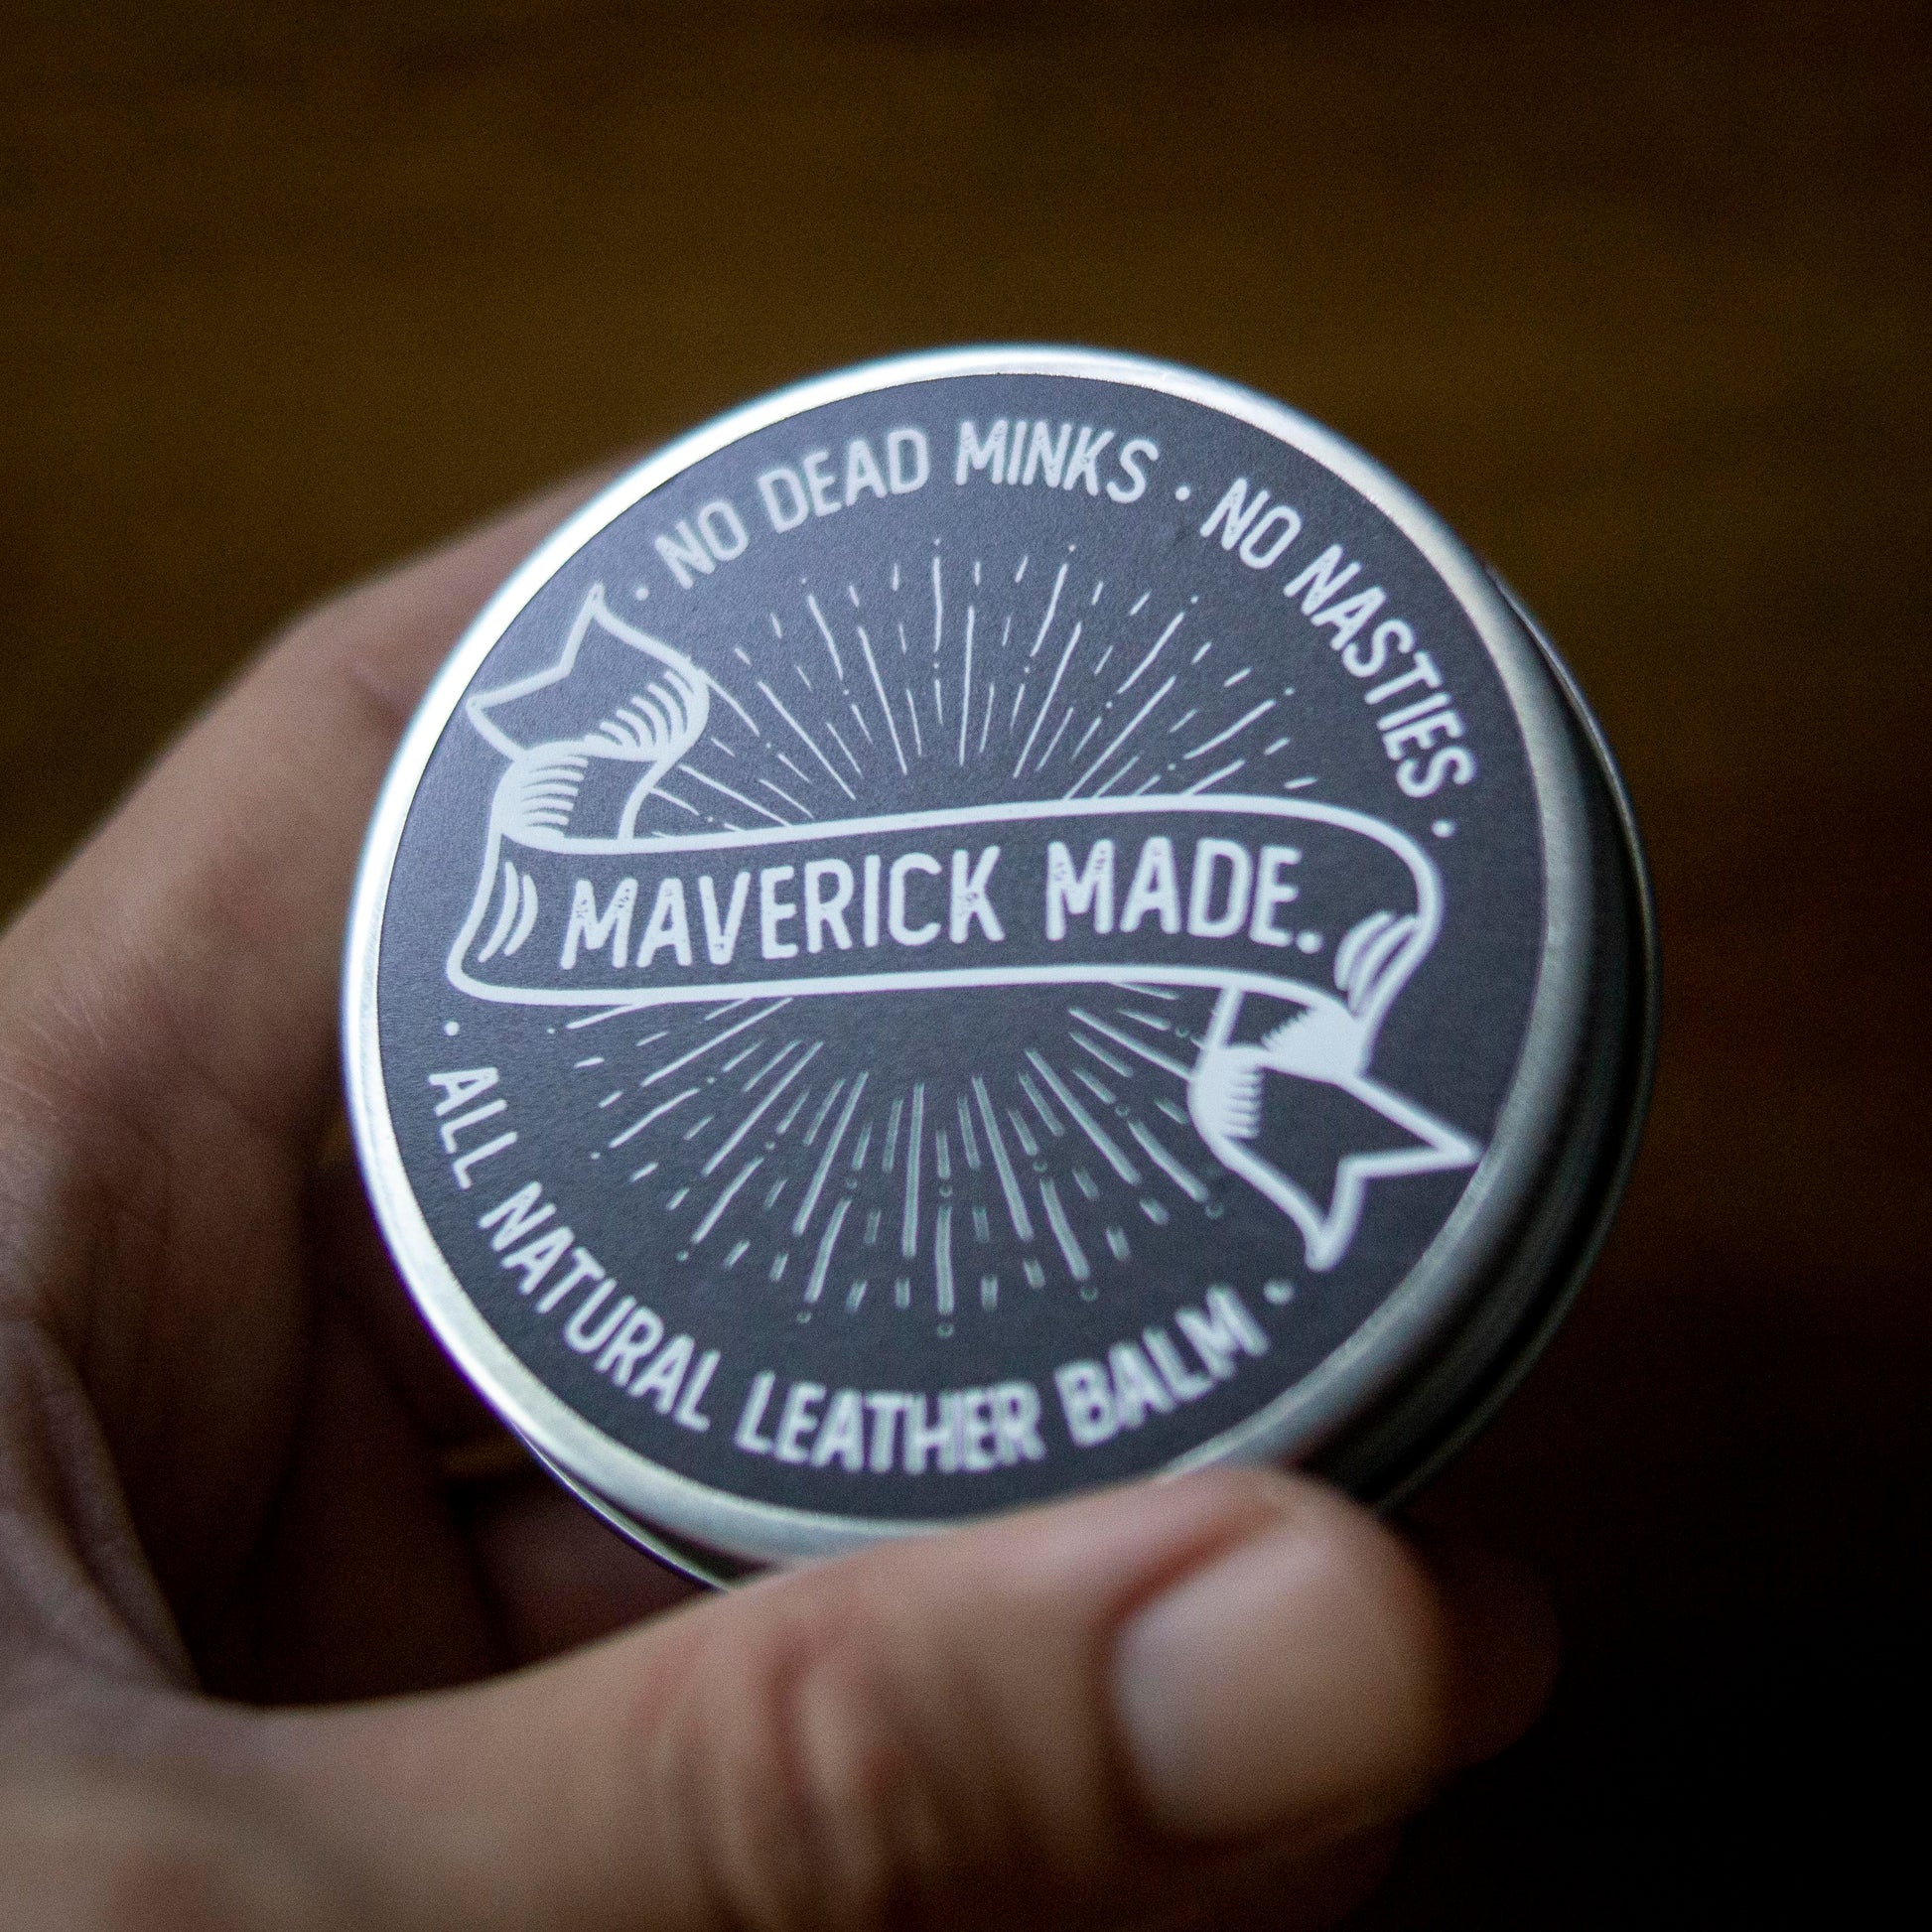 · NO DEAD MINKS · NO NASTIES ·
MAVERICK MADE.
· ALL NATURAL LEATHER BALM ·